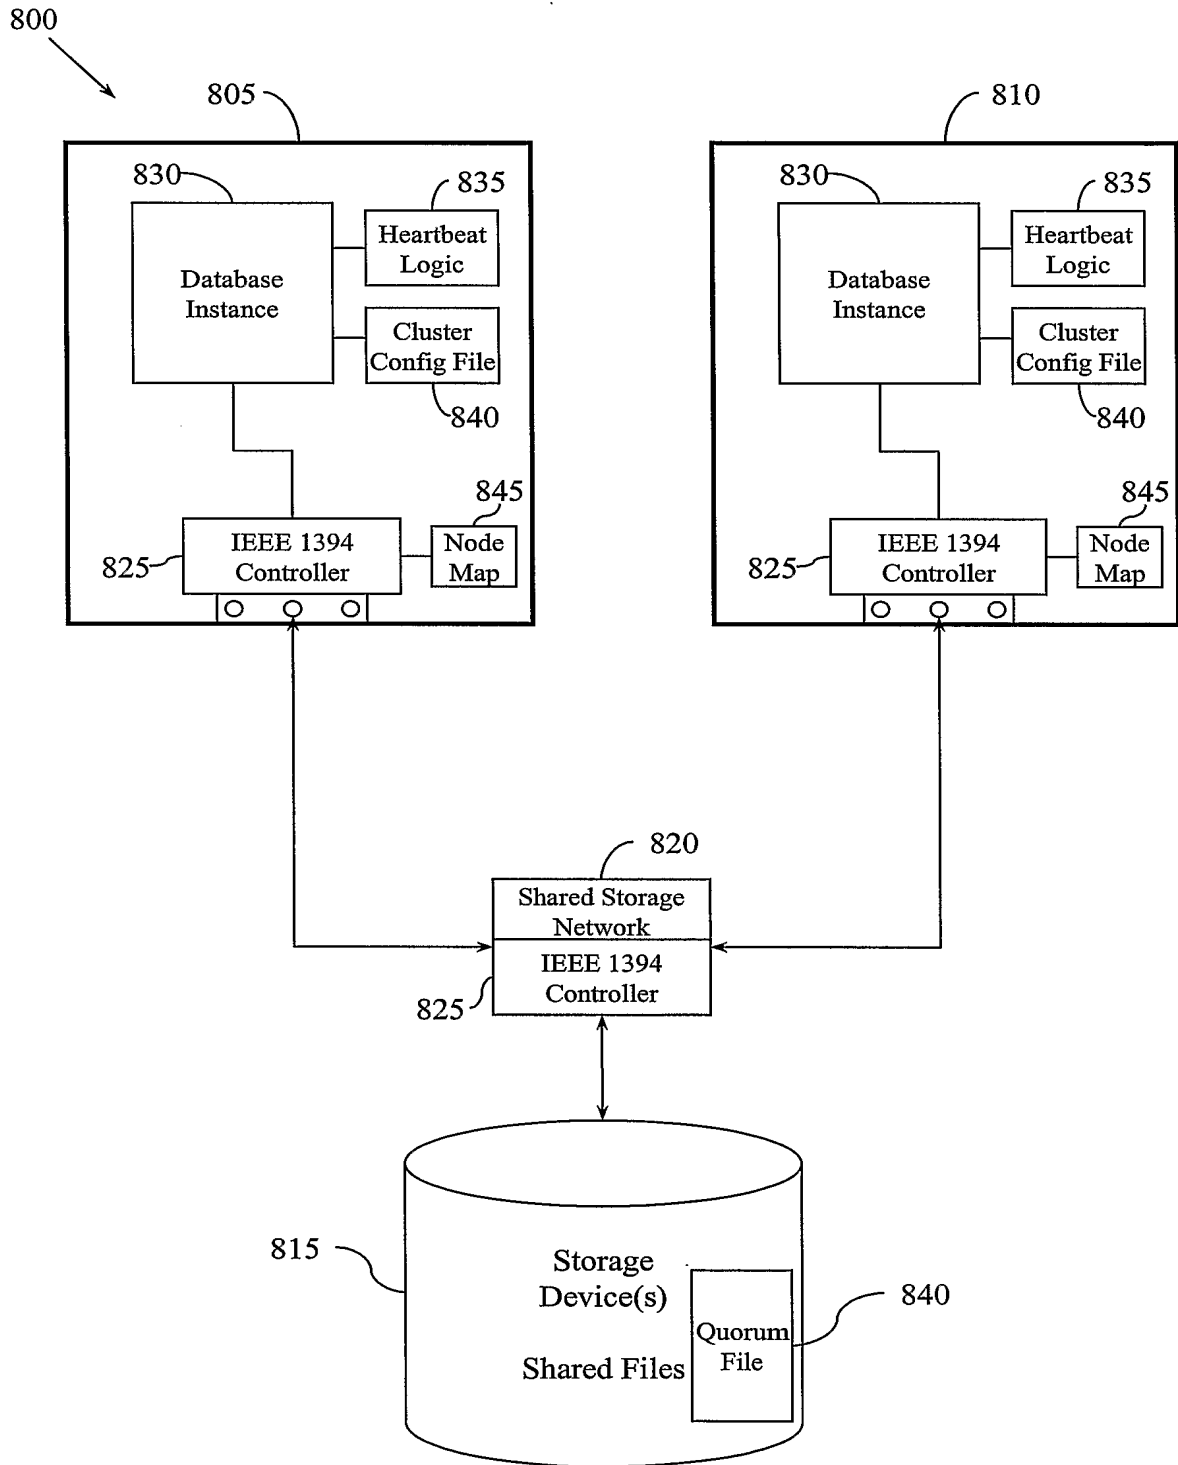 800
805
810
830
835
Heartbeat
Logic
Database
Instance
Cluster
Config File
840
845
825
IEEE 1394
Controller
Node
Map
830
835
Heartbeat
Logic
Database
Instance
Cluster
Config File
840
845
825
IEEE 1394
Controller
Node
Map
820
Shared Storage
Network
IEEE 1394
Controller
825
815
Storage
Device(s)
Shared Files
Quorum
File
840